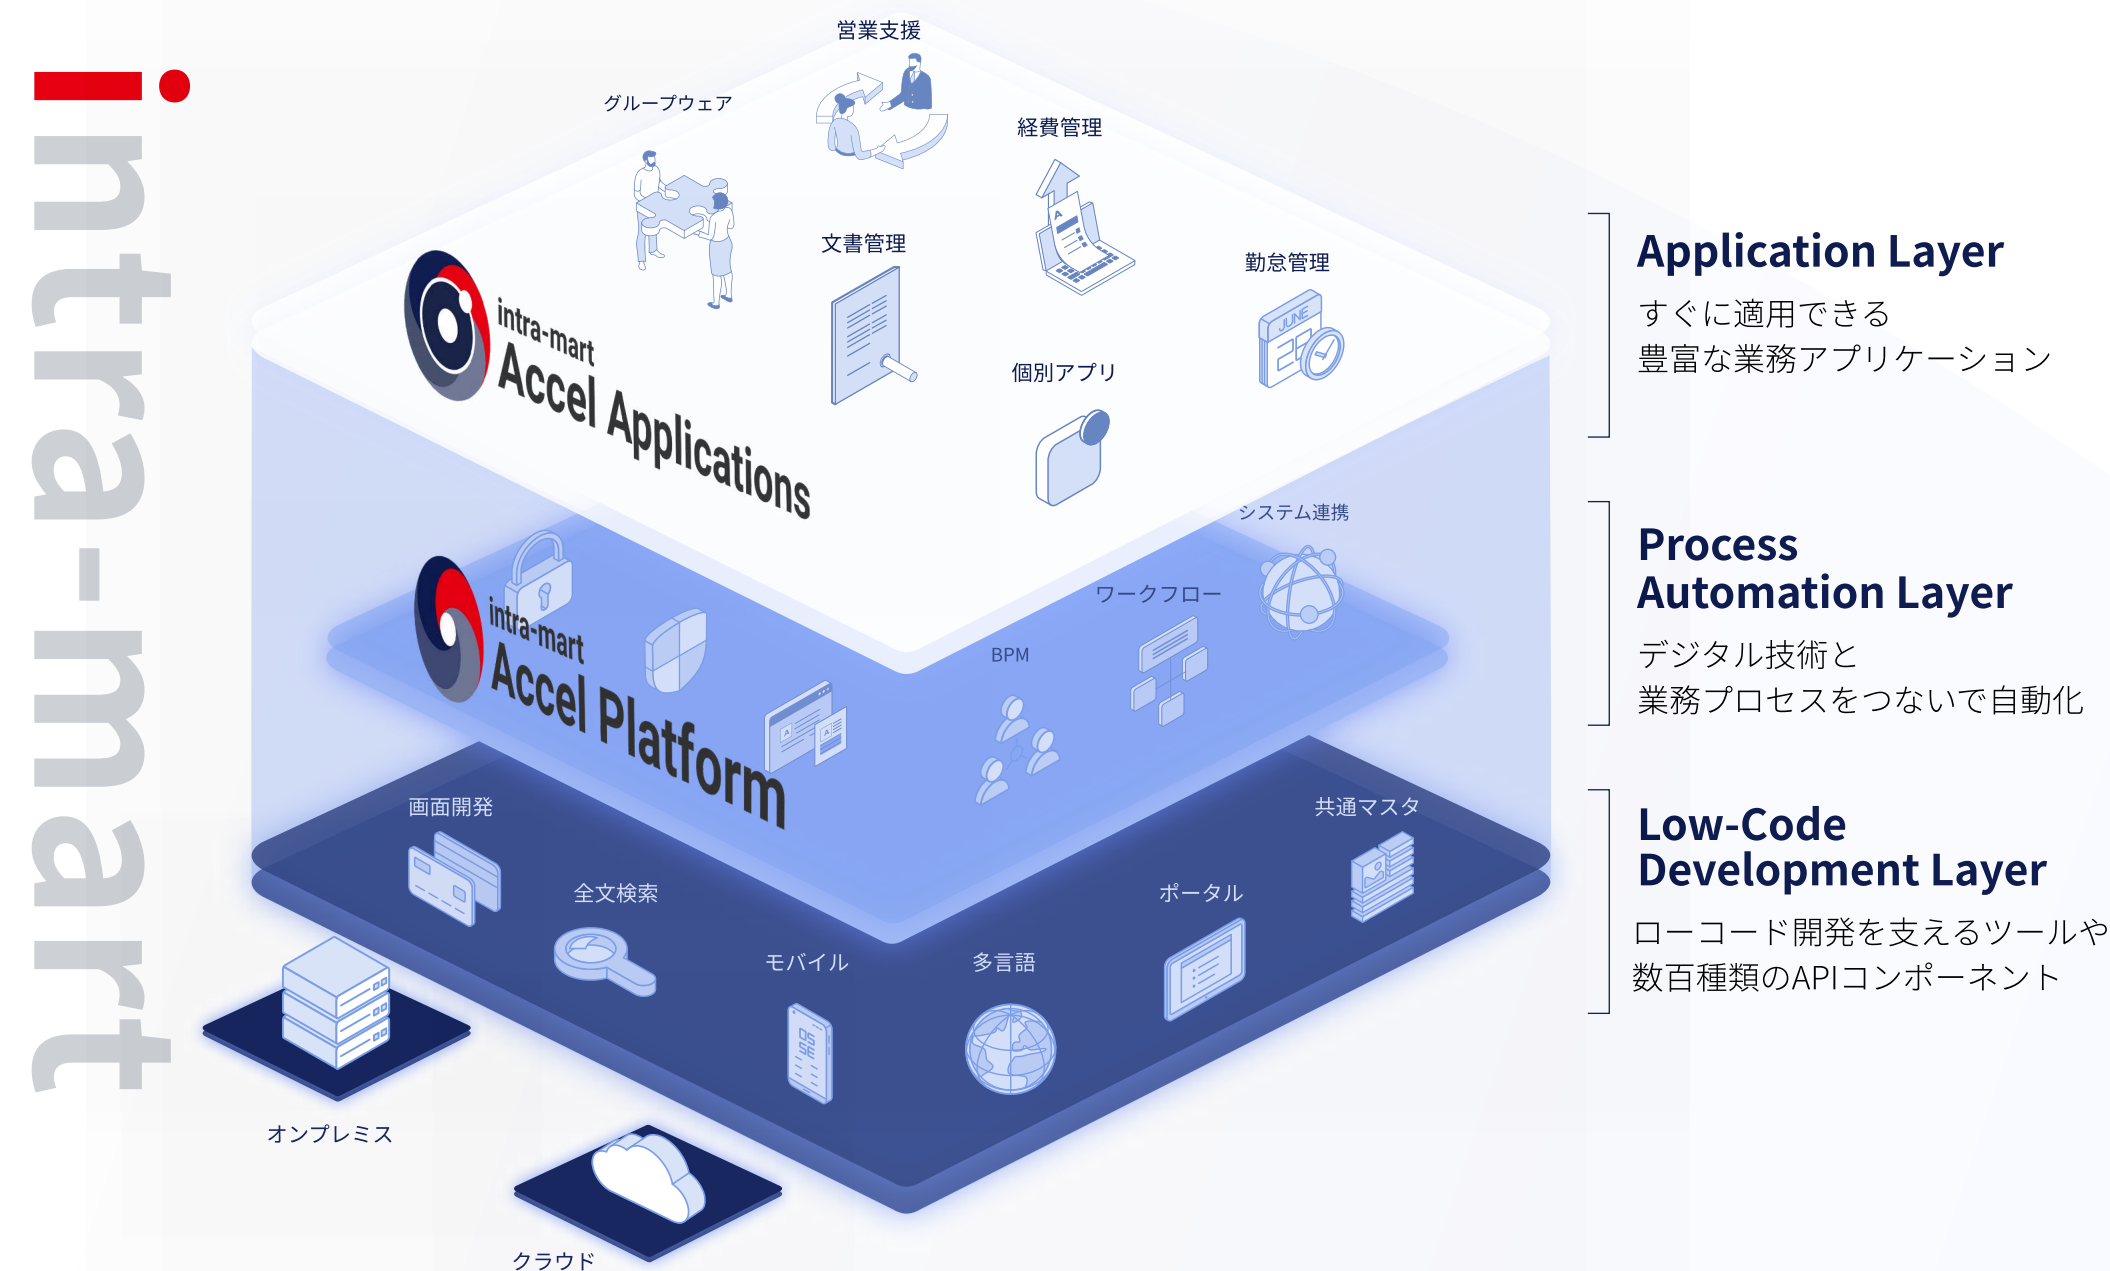 intra-mart
営業支援
グループウェア
経費管理
文書管理
勤怠管理
JUNE
個別アプリ
intra-mart
Accel Applications
システム連携
ワークフロー
BPM
intra-mart
Accel Platform
画面開発
全文検索
モバイル
多言語
ポータル
共通マスタ
オンプレミス
クラウド
Application Layer
すぐに適用できる
豊富な業務アプリケーション
Process
Automation Layer
デジタル技術と
業務プロセスをつないで自動化
Low-Code
Development Layer
ローコード開発を支えるツールや
数百種類のAPIコンポーネント